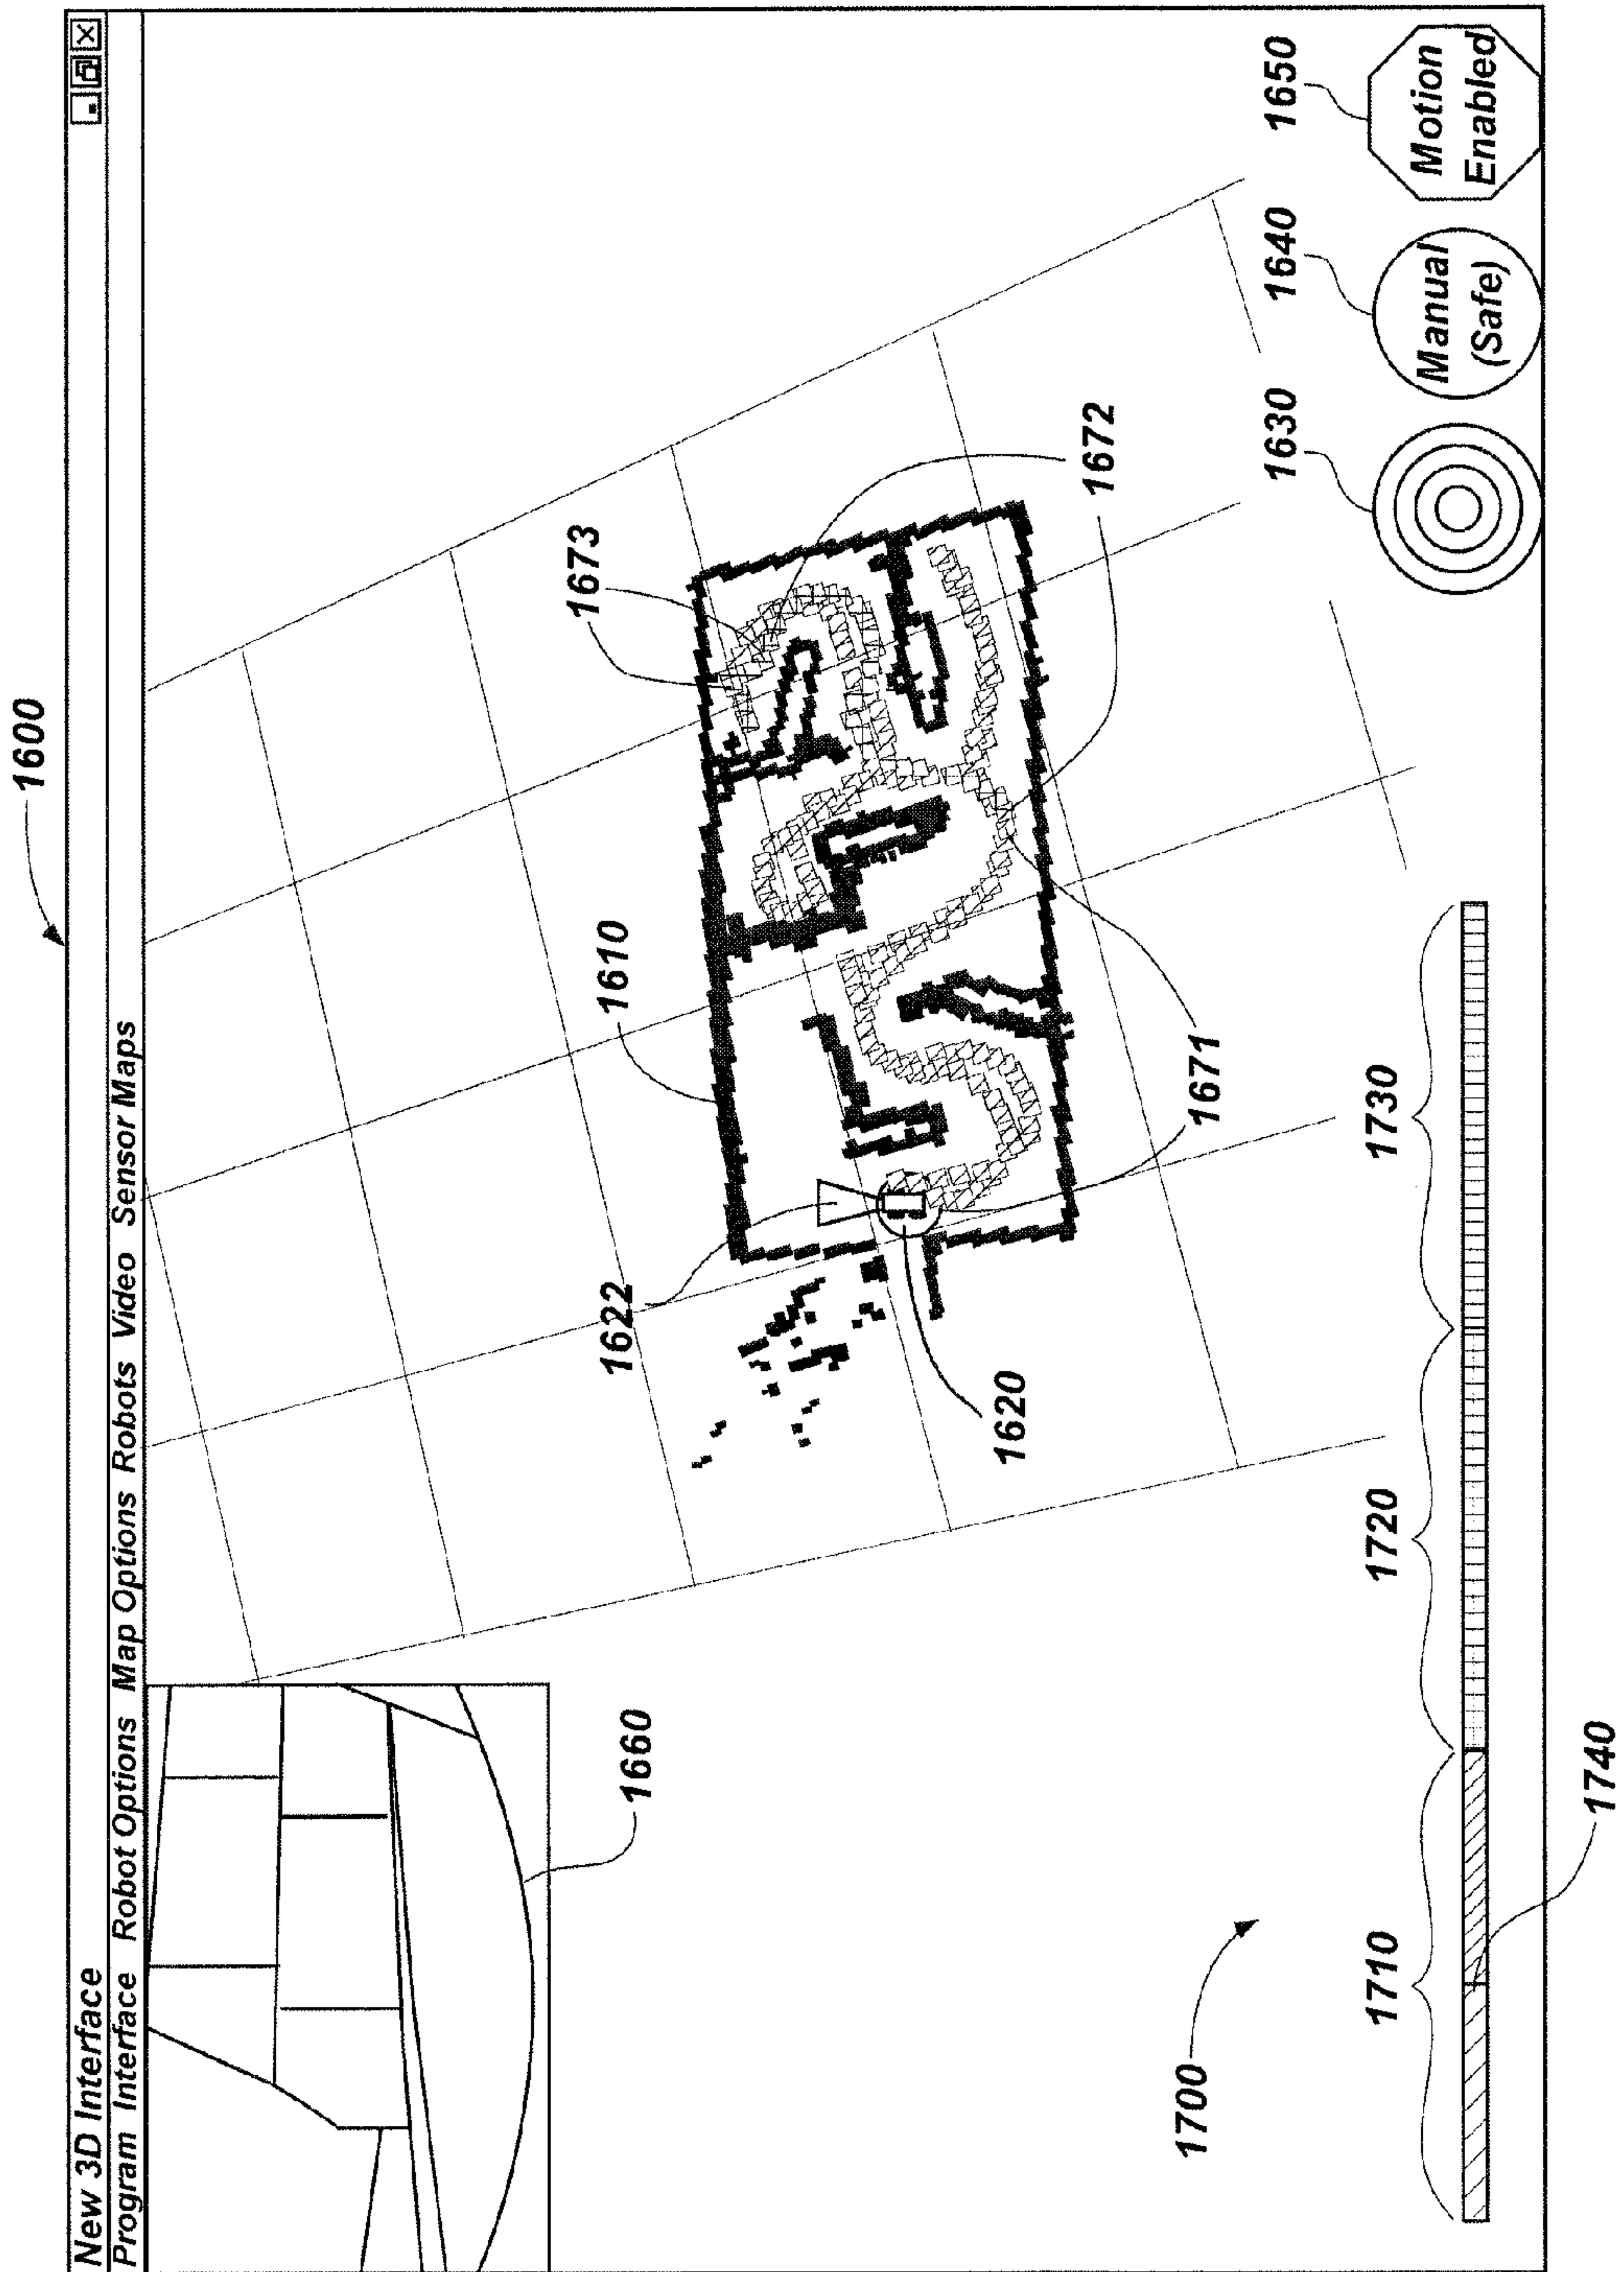 1600
New 3D Interface
Program Interface Robot Options Map Options Robots Video Sensor Maps
1660
1622
1610
1673
1620
1671
1672
1700
1710
1720
1730
1630
1640
1650
Manual
(Safe)
Motion
Enabled
1740